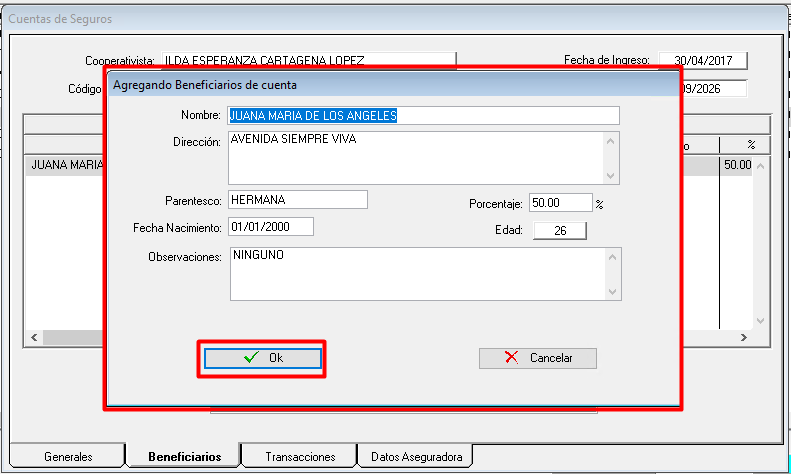 Cuentas de Seguros
Cooperativista: ILDA ESPERANZA CARTAGENA LOPEZ Fecha de Ingreso: 30/04/2017
Código 09/2026
Agregando Beneficiarios de cuenta
Nombre: JUANA MARIA DE LOS ANGELES
Dirección: AVENIDA SIEMPRE VIVA
%
JUANA MARIA 50.00
Parentesco: HERMANA Porcentaje: 50.00 %
Fecha Nacimiento: 01/01/2000 Edad: 26
Observaciones: NINGUNO
Ok Cancelar
Generales Beneficiarios Transacciones Datos Aseguradora